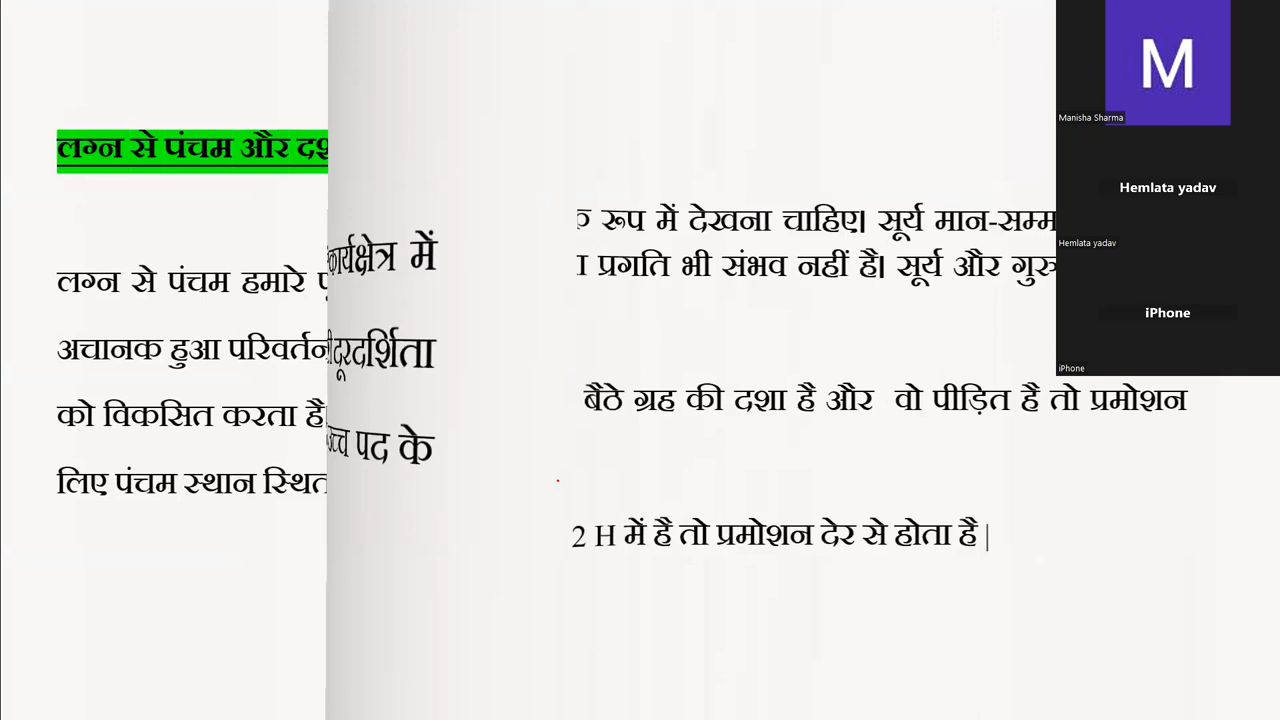 लग्न से पंचम और
लग्न से पंचम हमारे
अचानक हुआ परिवर्तन
को विकसित करता है
लिए पंचम स्थान स्थित
कार्यक्षेत्र में
दूरदर्शिता
उच्च पद के
रूप में देखना चाहिए। सूर्य मान-सम्म
प्रगति भी संभव नहीं है। सूर्य और गुरु
बैठे ग्रह की दशा है और वो पीड़ित है तो प्रमोशन
2 H में है तो प्रमोशन देर से होता है |
M
Manisha Sharma
Hemlata yadav
Hemlata yadav
iPhone
iPhone